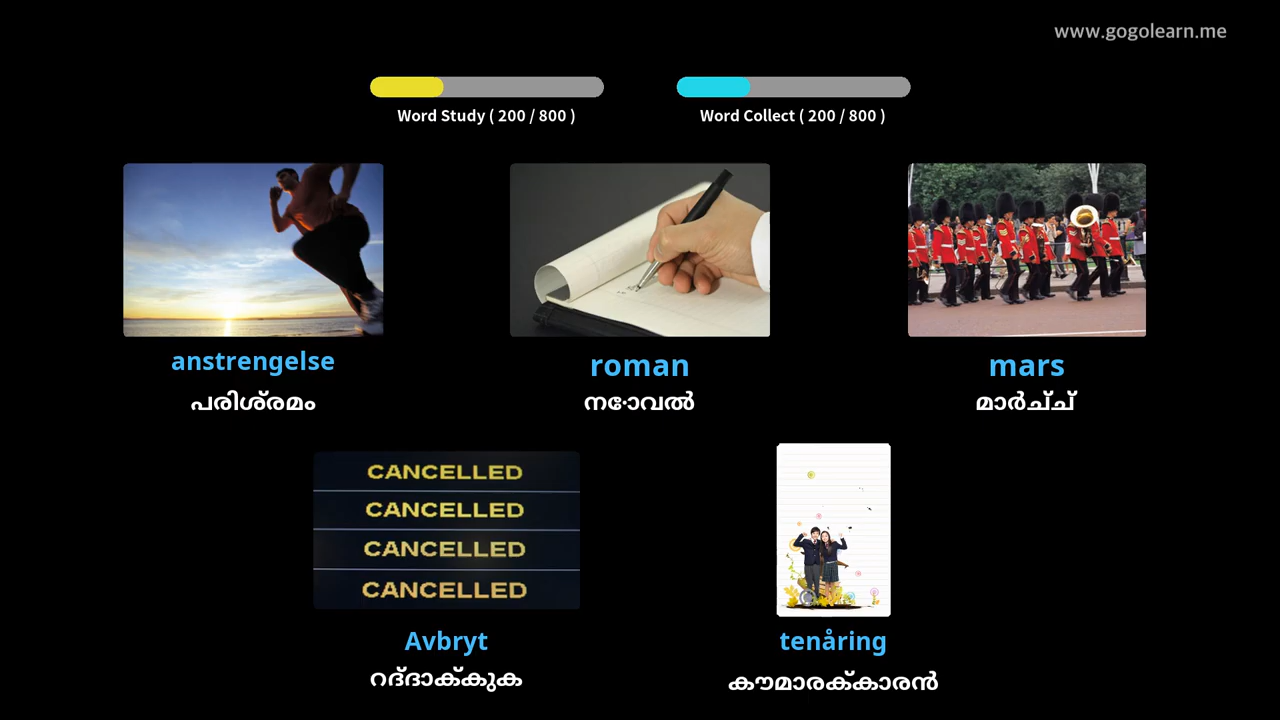 www.gogolearn.me
Word Study ( 200 / 800 )
Word Collect ( 200 / 800 )
anstrengelse
പരിശ്രമം
roman
നോവൽ
mars
മാർച്ച്
CANCELLED
CANCELLED
CANCELLED
CANCELLED
Avbryt
റദ്ദാക്കുക
tenåring
കൗമാരക്കാരൻ